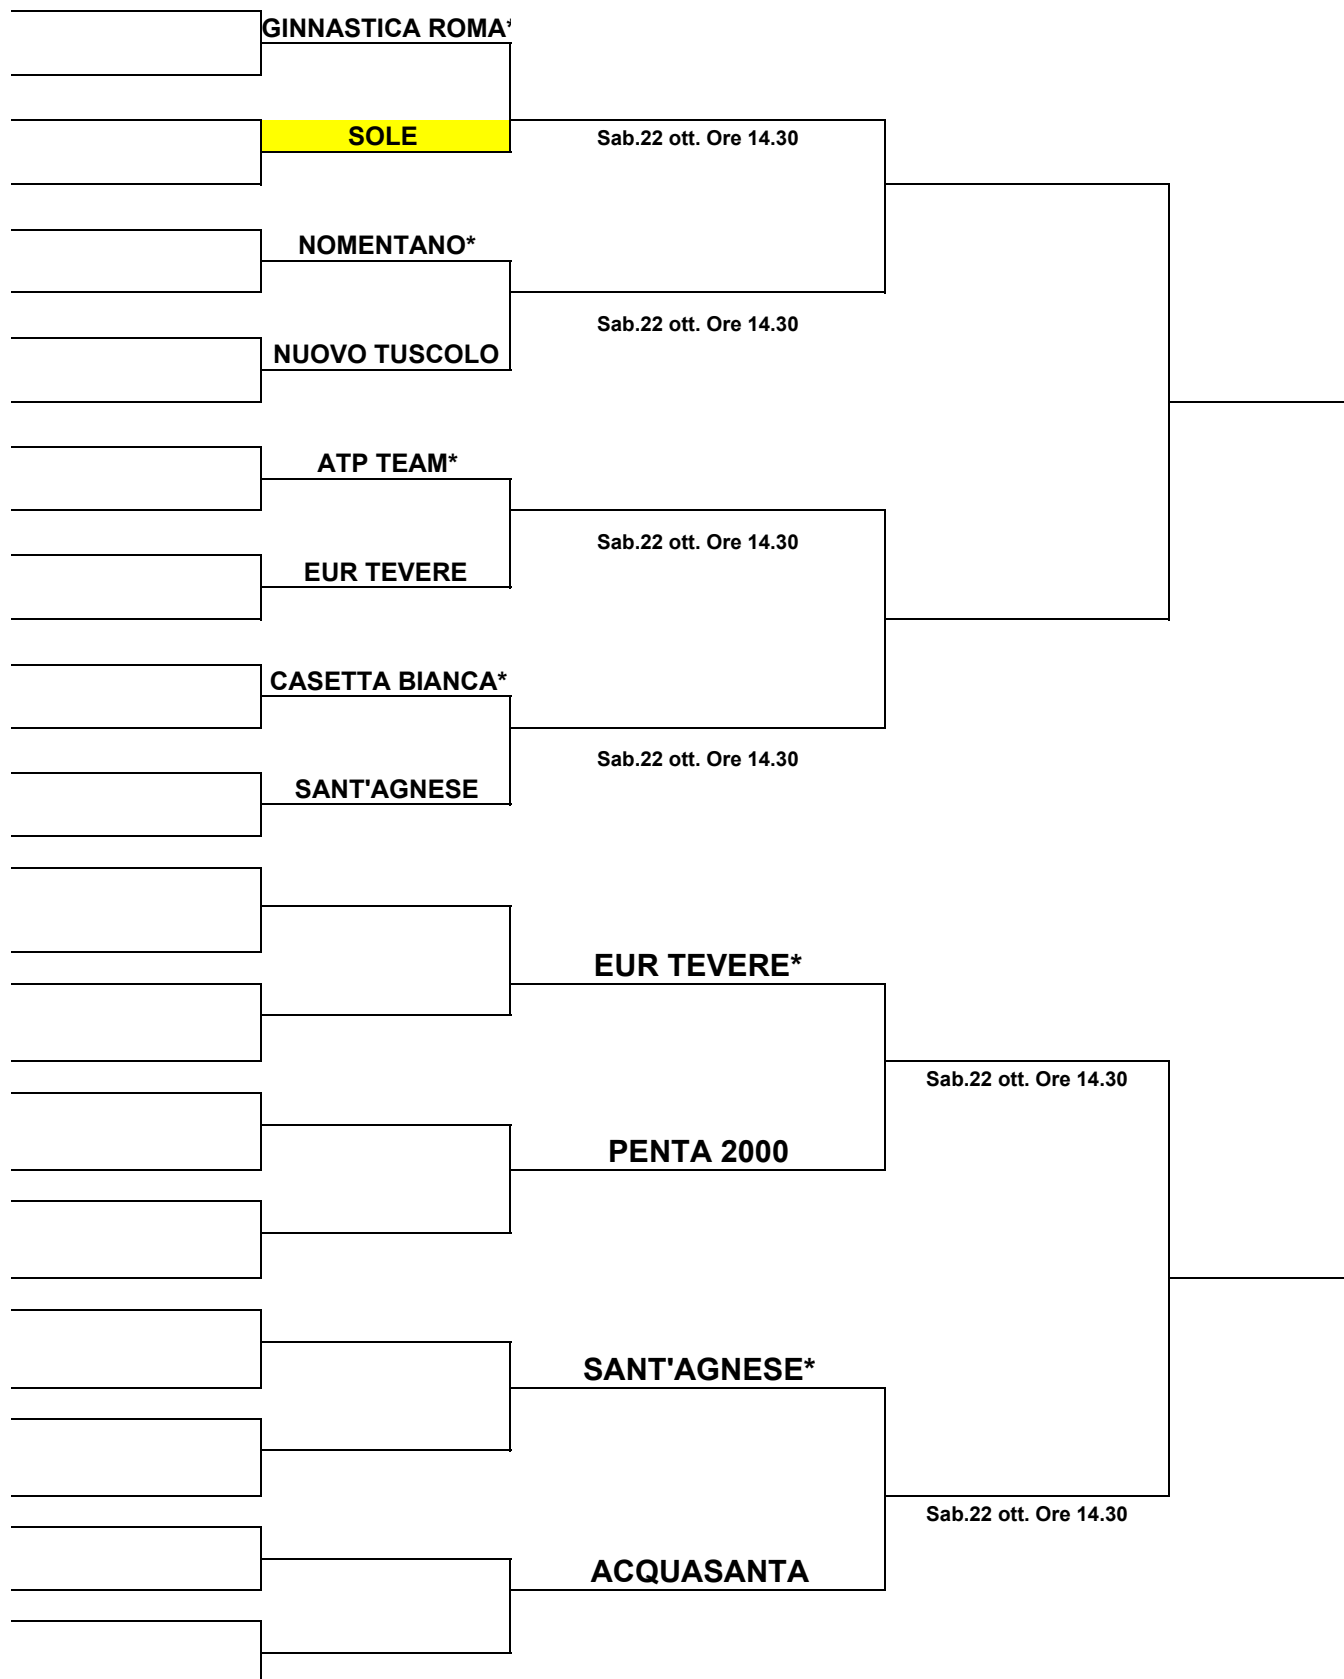 GINNASTICA ROMA*
SOLE
Sab.22 ott. Ore 14.30
NOMENTANO*
Sab.22 ott. Ore 14.30
NUOVO TUSCOLO
ATP TEAM*
Sab.22 ott. Ore 14.30
EUR TEVERE
CASETTA BIANCA*
Sab.22 ott. Ore 14.30
SANT'AGNESE
EUR TEVERE*
Sab.22 ott. Ore 14.30
PENTA 2000
SANT'AGNESE*
Sab.22 ott. Ore 14.30
ACQUASANTA